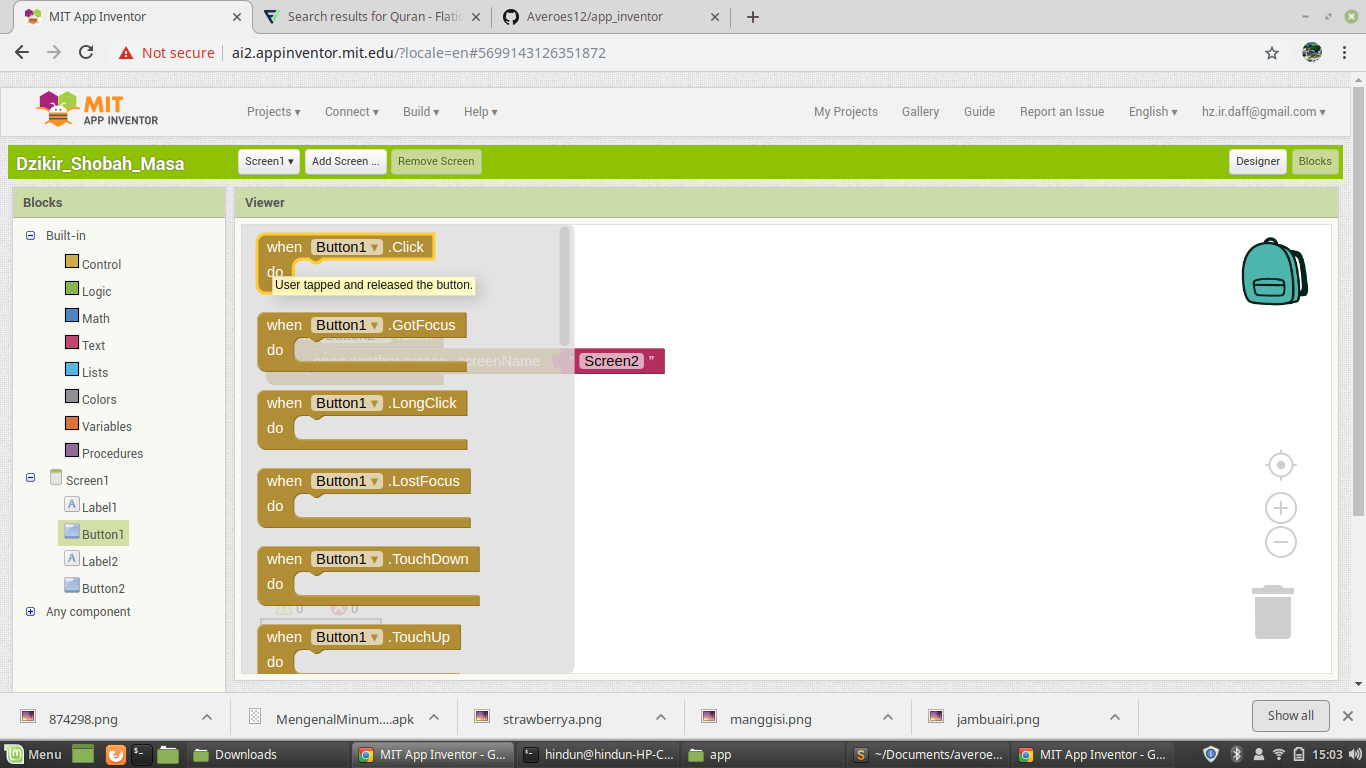 MIT App Inventor
Search results for Quran - Flatic
Averoes12/app_inventor
Not secure
ai2.appinventor.mit.edu/?locale=en#5699143126351872
MIT
APP INVENTOR
Projects ▾
Connect ▾
Build ▾
Help ▾
My Projects
Gallery
Guide
Report an Issue
English ▾
hz.ir.daff@gmail.com ▾
Dzikir_Shobah_Masa
Screen1 ▾
Add Screen ...
Remove Screen
Designer
Blocks
Blocks
Built-in
Control
Logic
Math
Text
Lists
Colors
Variables
Procedures
Screen1
A Label1
Button1
A Label2
Button2
Any component
Viewer
when Button1 ▾ .Click
do
User tapped and released the button.
when Button1 ▾ .GotFocus
do
open another screen screenName " Screen2 "
when Button1 ▾ .LongClick
do
when Button1 ▾ .LostFocus
do
when Button1 ▾ .TouchDown
do
0 0
when Button1 ▾ .TouchUp
do
874298.png
MengenalMinum....apk
strawberrya.png
manggisi.png
jambuairi.png
Show all
Menu
Downloads
MIT App Inventor - G...
hindun@hindun-HP-C...
app
~/Documents/averoe...
MIT App Inventor - G...
15:03